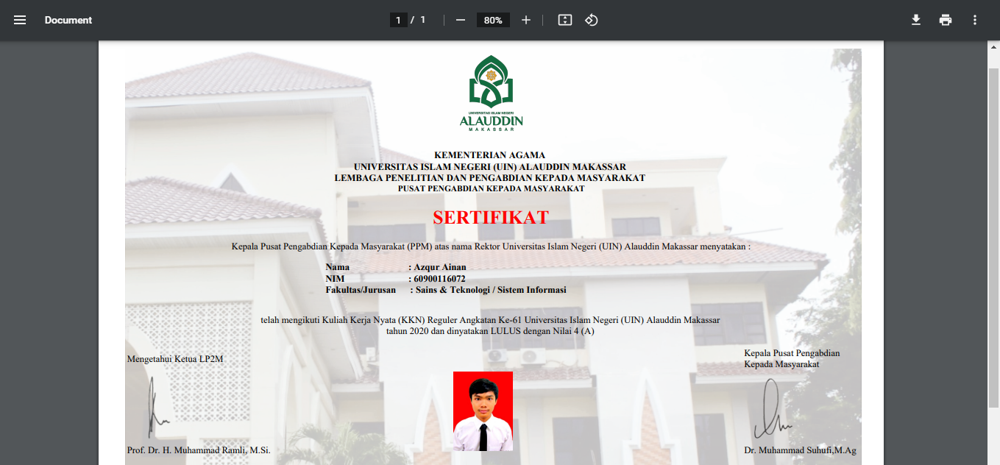 Document
1 / 1
80%
UNIVERSITAS ISLAM NEGERI
ALAUDDIN
MAKASSAR
KEMENTERIAN AGAMA
UNIVERSITAS ISLAM NEGERI (UIN) ALAUDDIN MAKASSAR
LEMBAGA PENELITIAN DAN PENGABDIAN KEPADA MASYARAKAT
PUSAT PENGABDIAN KEPADA MASYARAKAT
SERTIFIKAT
Kepala Pusat Pengabdian Kepada Masyarakat (PPM) atas nama Rektor Universitas Islam Negeri (UIN) Alauddin Makassar menyatakan :
Nama : Azqur Ainan
NIM : 60900116072
Fakultas/Jurusan : Sains & Teknologi / Sistem Informasi
telah mengikuti Kuliah Kerja Nyata (KKN) Reguler Angkatan Ke-61 Universitas Islam Negeri (UIN) Alauddin Makassar
tahun 2020 dan dinyatakan LULUS dengan Nilai 4 (A)
Mengetahui Ketua LP2M
Kepala Pusat Pengabdian
Kepada Masyarakat
Prof. Dr. H. Muhammad Ramli, M.Si.
Dr. Muhammad Suhufi,M.Ag